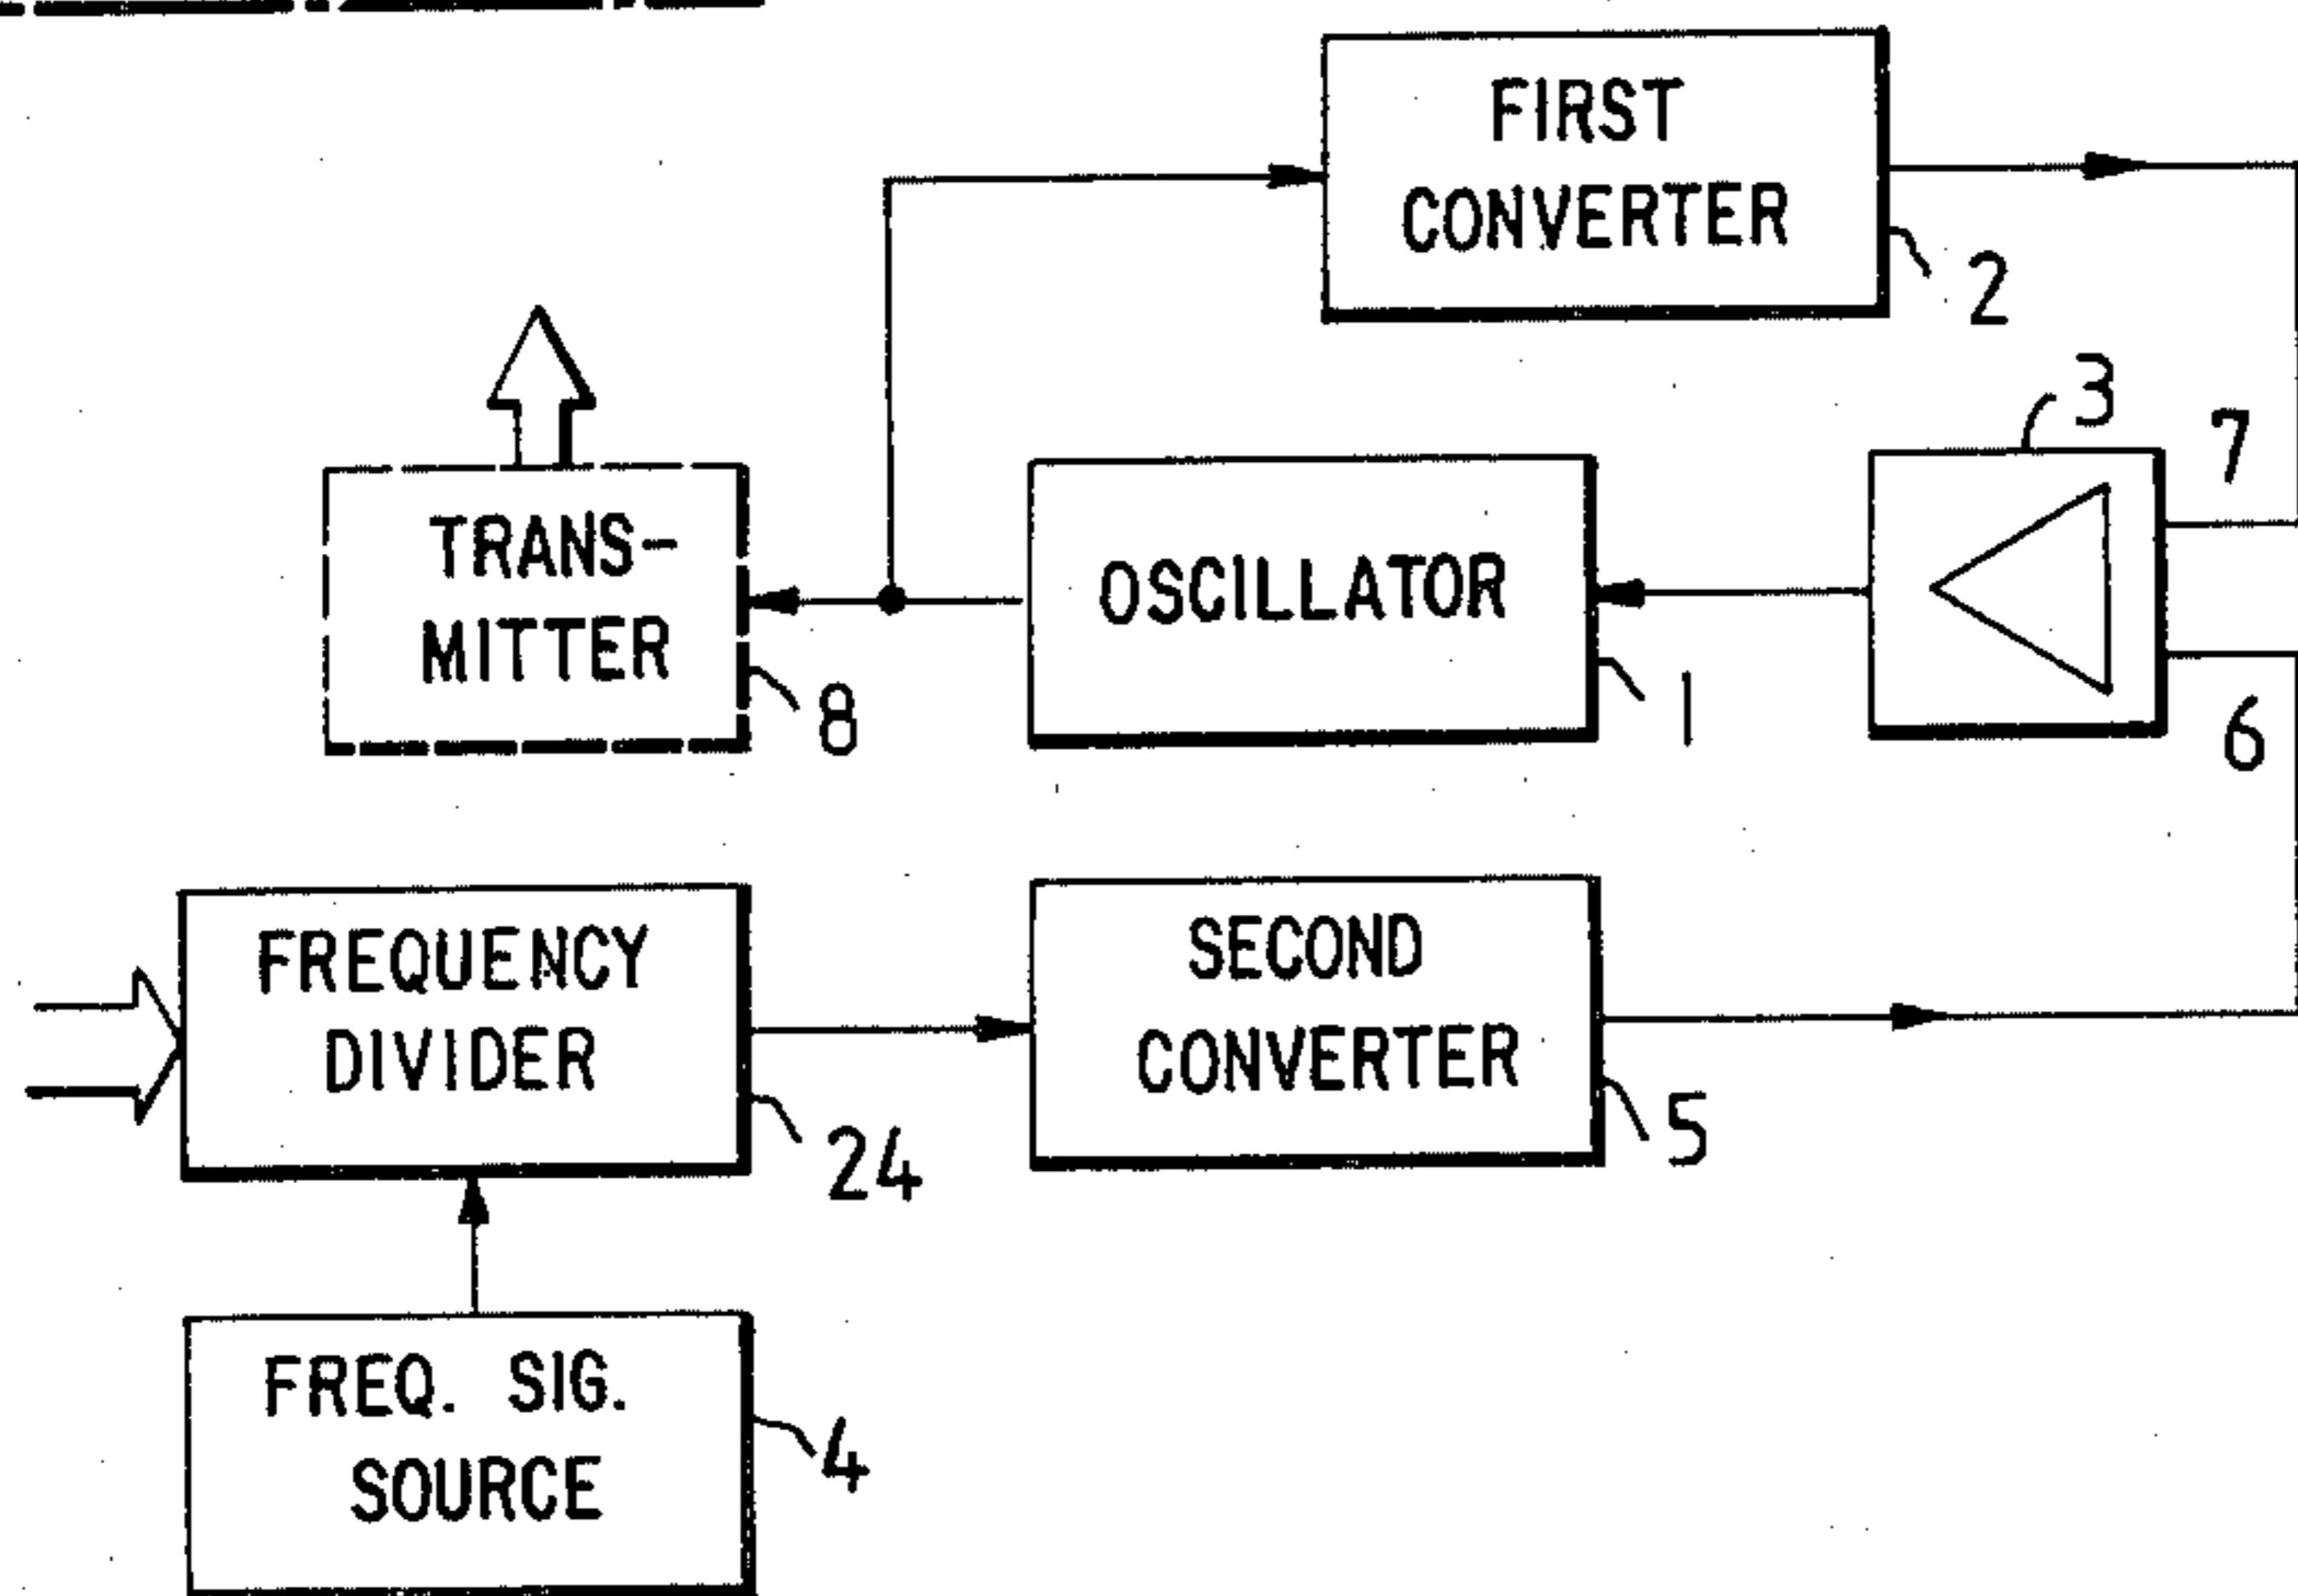 FIRST
CONVERTER
2
3
7
TRANS-
MITTER
8
OSCILLATOR
1
6
FREQUENCY
DIVIDER
24
SECOND
CONVERTER
5
FREQ. SIG.
SOURCE
4